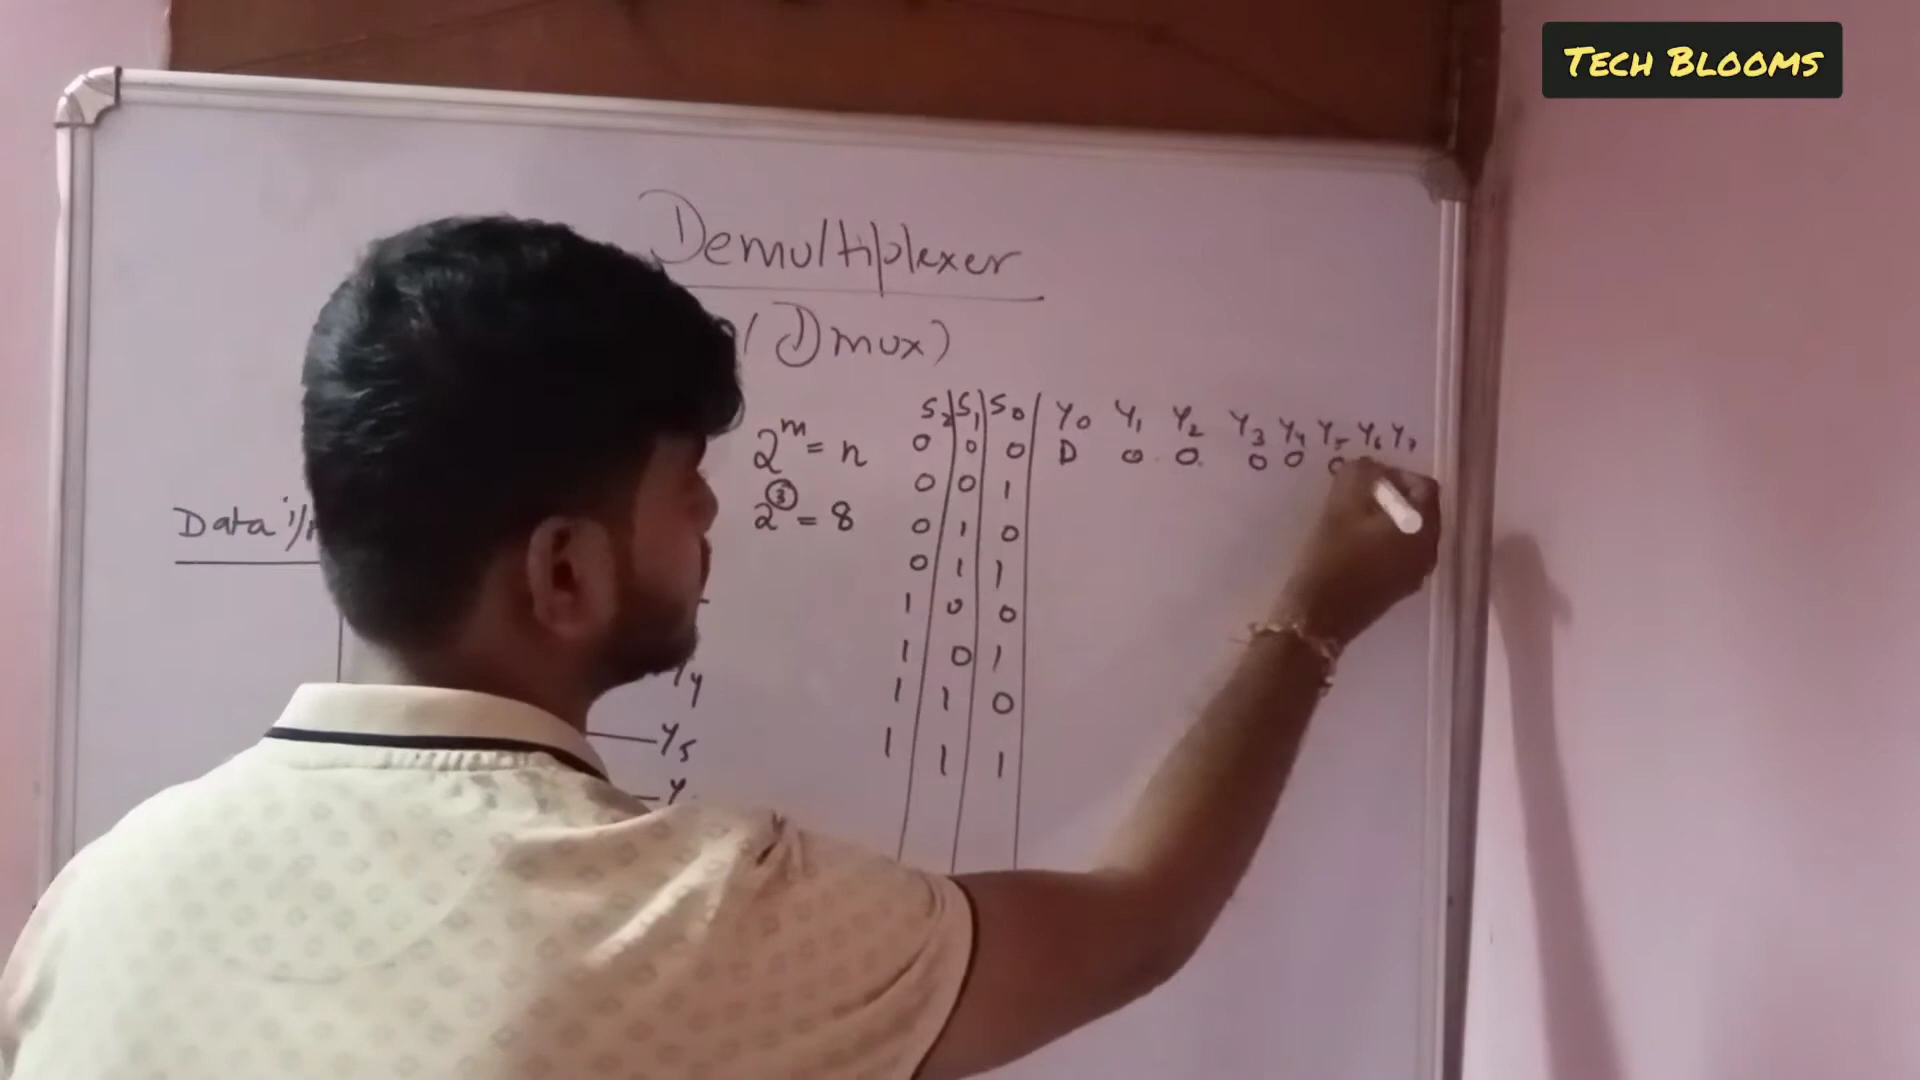 TECH BLOOMS
Demultiplexer
(Dmux)
2^m = n
2^3 = 8
Data
S2 S1 S0 Y0 Y1 Y2 Y3 Y4 Y5 Y6 Y7
0 0 0 D 0 0 0 0 0
0 0 1
0 1 0
0 1 1
1 0 0
1 0 1
1 1 0
1 1 1
Y4
Y5